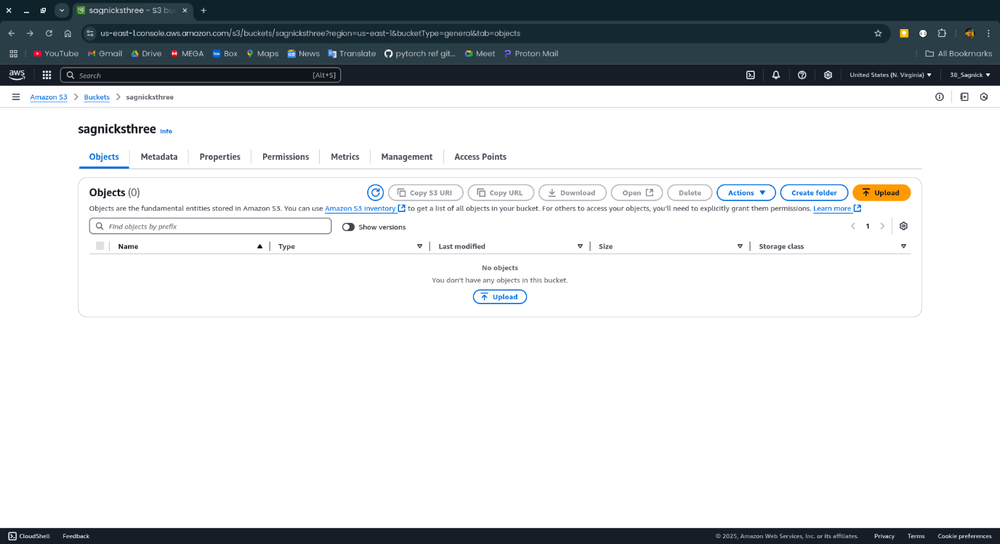 sagnicksthree - S3 bu
us-east-1.console.aws.amazon.com/s3/buckets/sagnicksthree?region=us-east-1&bucketType=general&tab=objects
YouTube Gmail Drive MEGA Box Maps News Translate pytorch ref git... Meet Proton Mail All Bookmarks
aws Search [Alt+S] United States (N. Virginia) 38_Sagnick
Amazon S3 Buckets sagnicksthree
sagnicksthree Info
Objects Metadata Properties Permissions Metrics Management Access Points
Objects (0) Copy S3 URI Copy URL Download Open Delete Actions Create folder Upload
Objects are the fundamental entities stored in Amazon S3. You can use Amazon S3 inventory to get a list of all objects in your bucket. For others to access your objects, you'll need to explicitly grant them permissions. Learn more
Find objects by prefix Show versions 1
Name Type Last modified Size Storage class
No objects
You don't have any objects in this bucket.
Upload
CloudShell Feedback © 2025, Amazon Web Services, Inc. or its affiliates. Privacy Terms Cookie preferences